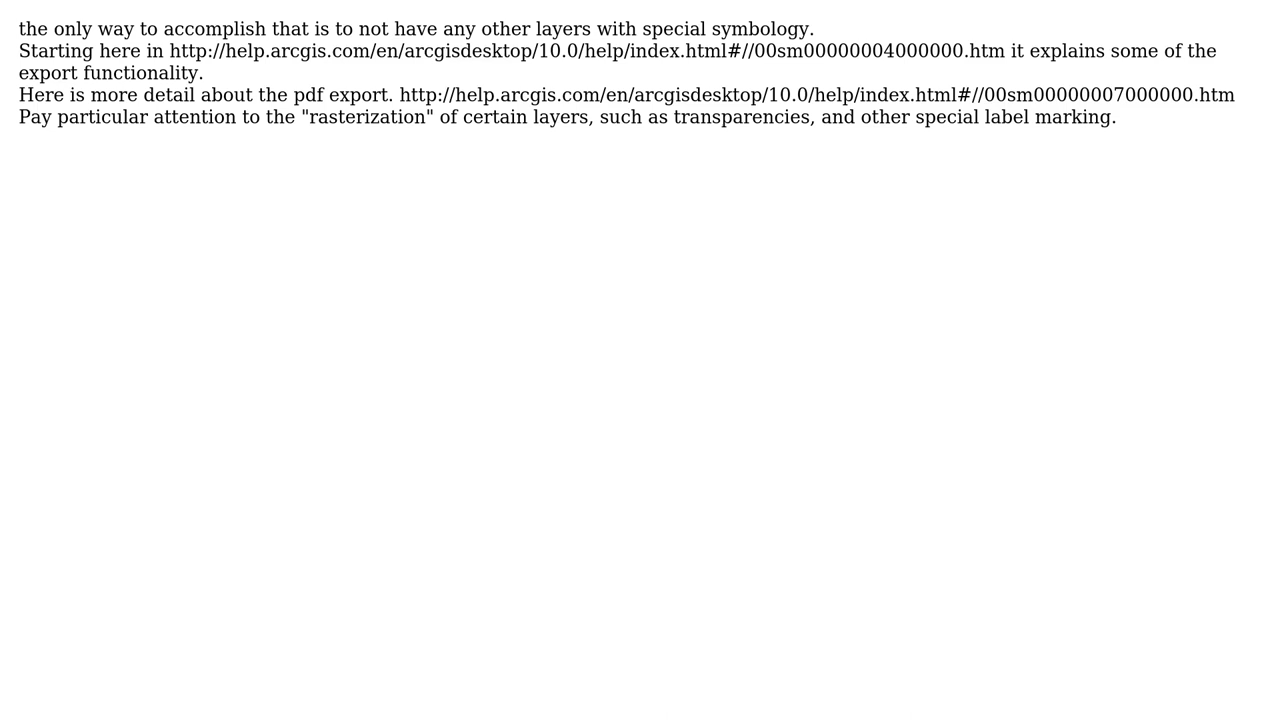 the only way to accomplish that is to not have any other layers with special symbology.
Starting here in http://help.arcgis.com/en/arcgisdesktop/10.0/help/index.html#//00sm00000004000000.htm it explains some of the
export functionality.
Here is more detail about the pdf export. http://help.arcgis.com/en/arcgisdesktop/10.0/help/index.html#//00sm00000007000000.htm
Pay particular attention to the "rasterization" of certain layers, such as transparencies, and other special label marking.